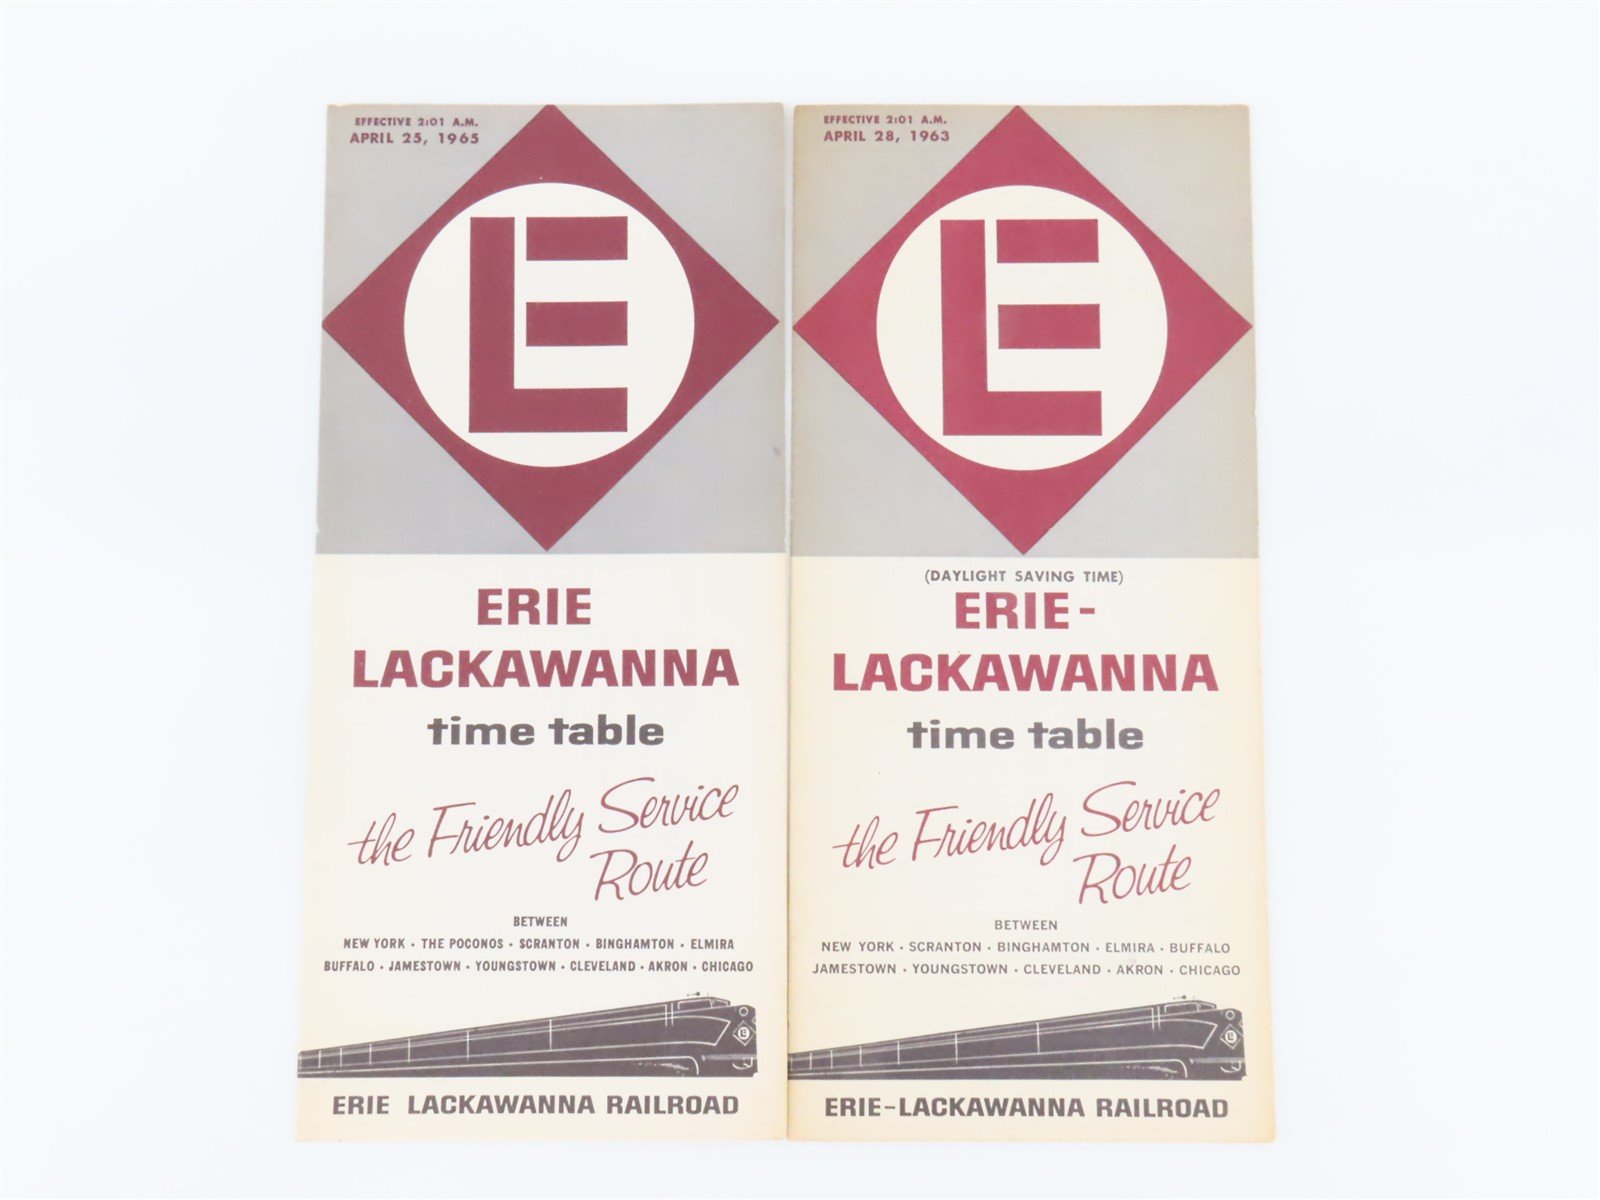 EFFECTIVE 2:01 A.M.
APRIL 25, 1965
E
ERIE
LACKAWANNA
time table
the Friendly Service
Route
BETWEEN
NEW YORK • THE POCONOS • SCRANTON • BINGHAMTON • ELMIRA
BUFFALO • JAMESTOWN • YOUNGSTOWN • CLEVELAND • AKRON • CHICAGO
E
ERIE LACKAWANNA RAILROAD
EFFECTIVE 2:01 A.M.
APRIL 28, 1963
E
(DAYLIGHT SAVING TIME)
ERIE-
LACKAWANNA
time table
the Friendly Service
Route
BETWEEN
NEW YORK • SCRANTON • BINGHAMTON • ELMIRA • BUFFALO
JAMESTOWN • YOUNGSTOWN • CLEVELAND • AKRON • CHICAGO
E
ERIE-LACKAWANNA RAILROAD